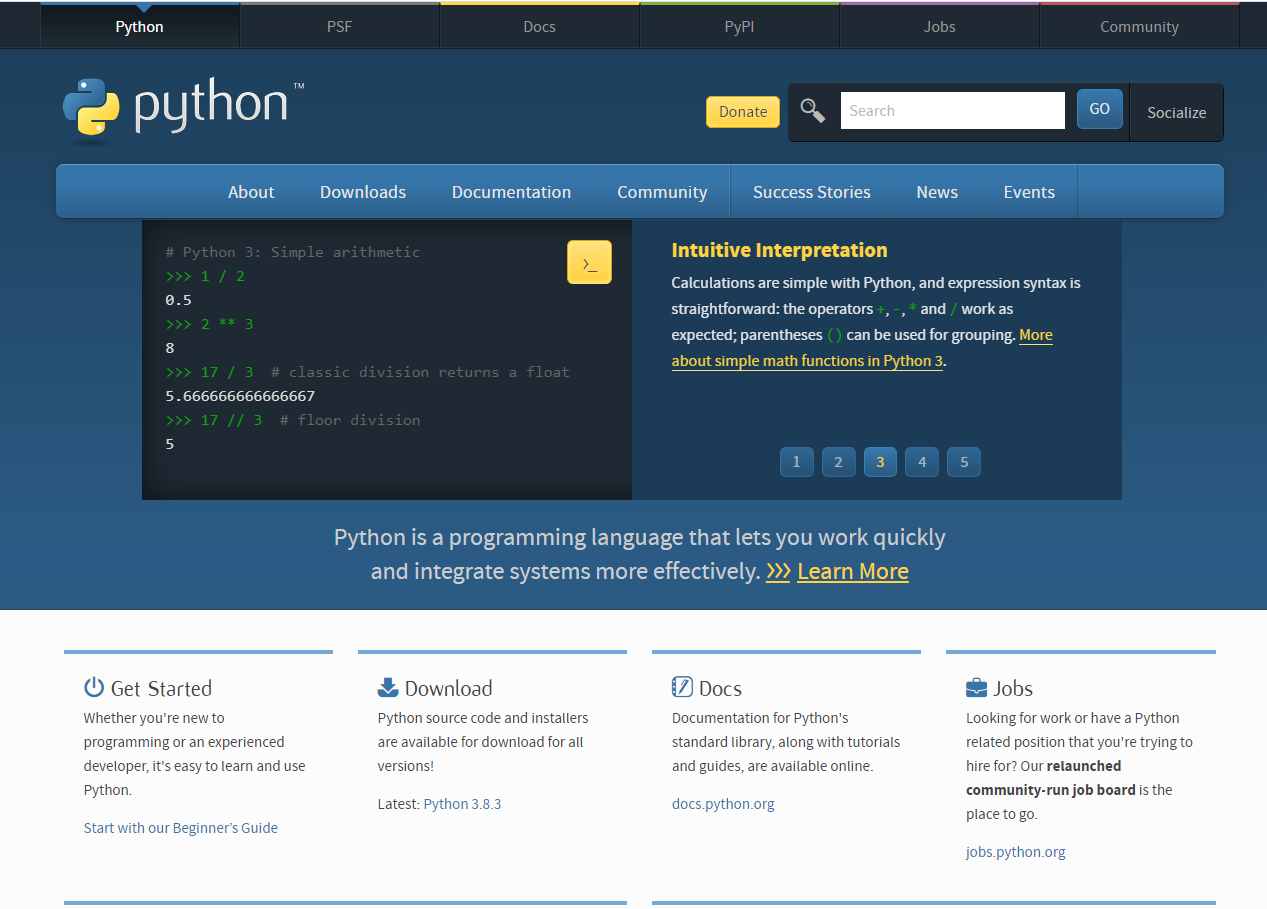 Python PSF Docs PyPI Jobs Community
python™
Donate Search GO Socialize
About Downloads Documentation Community Success Stories News Events
# Python 3: Simple arithmetic
>>> 1 / 2
0.5
>>> 2 ** 3
8
>>> 17 / 3  # classic division returns a float
5.666666666666667
>>> 17 // 3  # floor division
5
>_
Intuitive Interpretation
Calculations are simple with Python, and expression syntax is
straightforward: the operators +, -, * and / work as
expected; parentheses () can be used for grouping. More
about simple math functions in Python 3.
1 2 3 4 5
Python is a programming language that lets you work quickly
and integrate systems more effectively. >>> Learn More
Get Started
Whether you're new to
programming or an experienced
developer, it's easy to learn and use
Python.
Start with our Beginner’s Guide
Download
Python source code and installers
are available for download for all
versions!
Latest: Python 3.8.3
Docs
Documentation for Python's
standard library, along with tutorials
and guides, are available online.
docs.python.org
Jobs
Looking for work or have a Python
related position that you're trying to
hire for? Our relaunched
community-run job board is the
place to go.
jobs.python.org